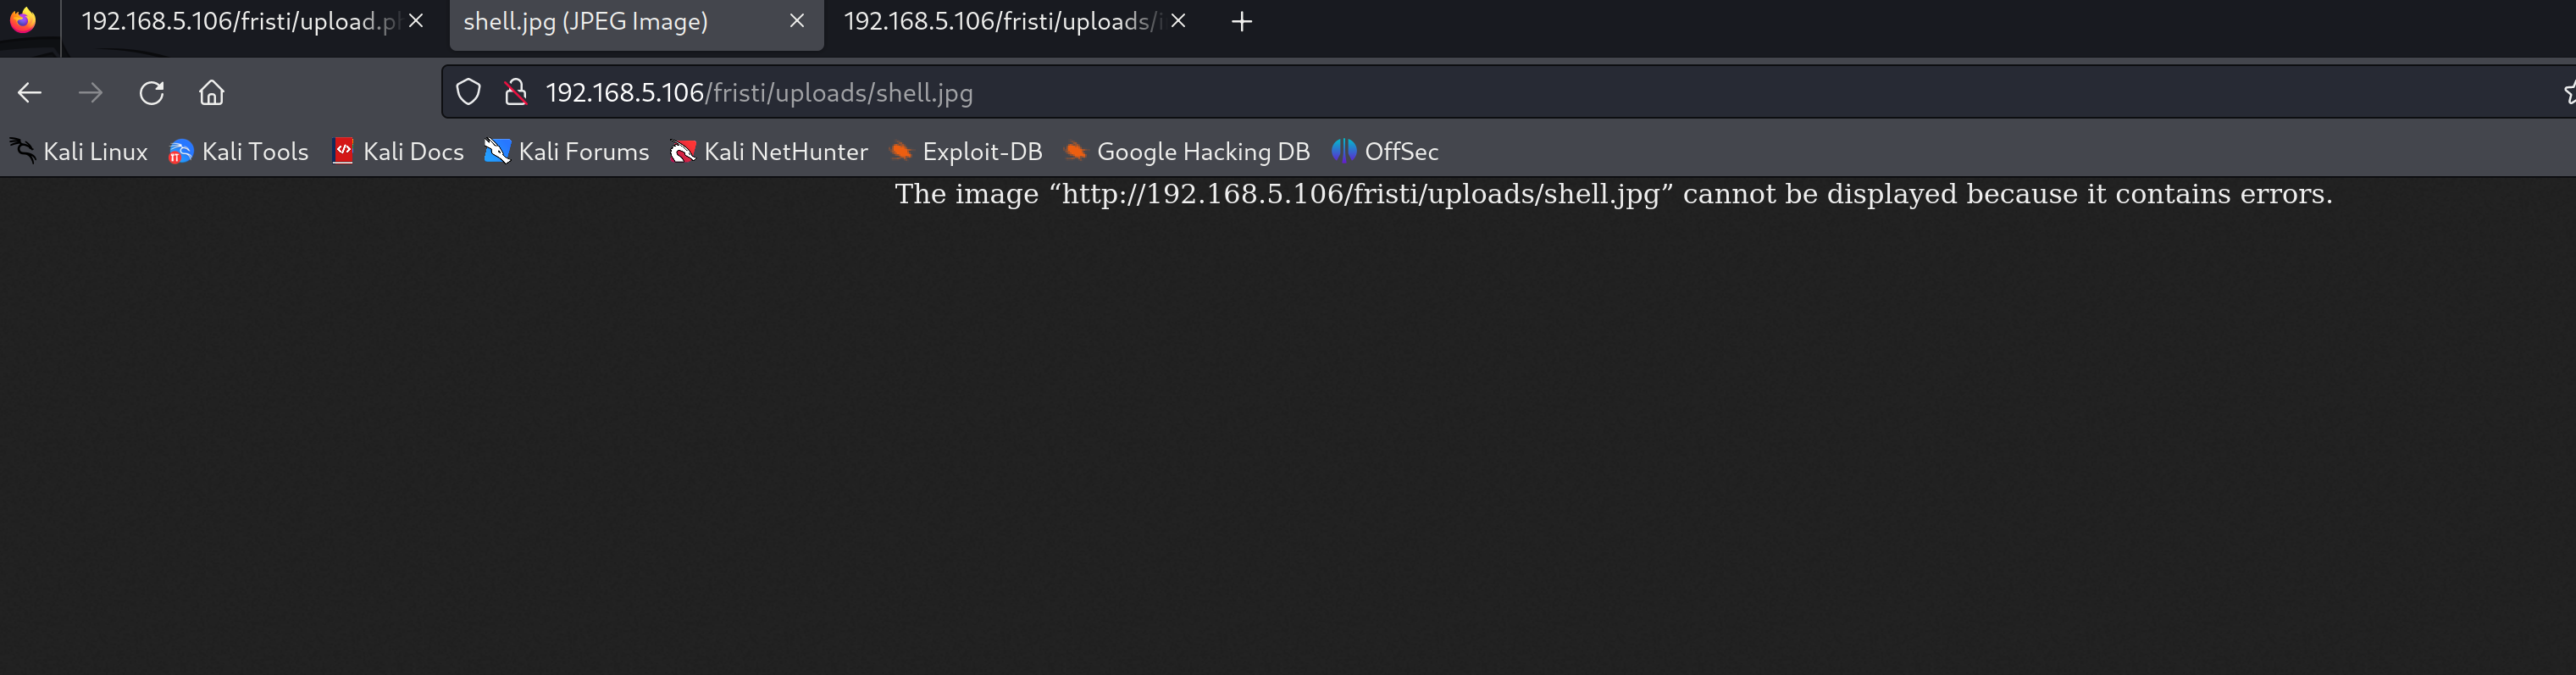 192.168.5.106/fristi/upload.ph
shell.jpg (JPEG Image)
192.168.5.106/fristi/uploads/i
192.168.5.106/fristi/uploads/shell.jpg
Kali Linux Kali Tools Kali Docs Kali Forums Kali NetHunter Exploit-DB Google Hacking DB OffSec
The image “http://192.168.5.106/fristi/uploads/shell.jpg” cannot be displayed because it contains errors.